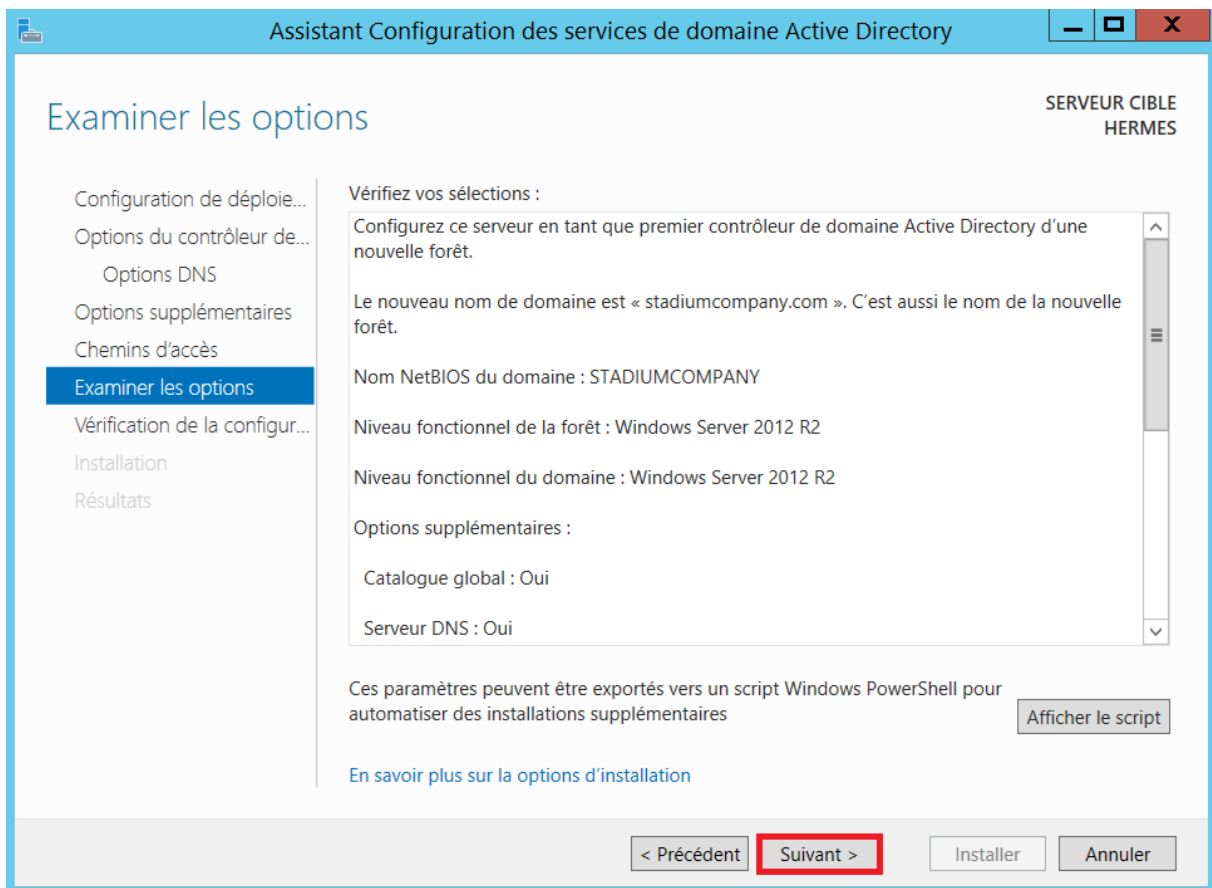 Assistant Configuration des services de domaine Active Directory
X
Examiner les options
SERVEUR CIBLE
HERMES
Configuration de déploie...
Options du contrôleur de...
Options DNS
Options supplémentaires
Chemins d'accès
Examiner les options
Vérification de la configur...
Installation
Résultats
Vérifiez vos sélections :
Configurez ce serveur en tant que premier contrôleur de domaine Active Directory d'une
nouvelle forêt.
Le nouveau nom de domaine est « stadiumcompany.com ». C'est aussi le nom de la nouvelle
forêt.
Nom NetBIOS du domaine : STADIUMCOMPANY
Niveau fonctionnel de la forêt : Windows Server 2012 R2
Niveau fonctionnel du domaine : Windows Server 2012 R2
Options supplémentaires :
Catalogue global : Oui
Serveur DNS : Oui
Ces paramètres peuvent être exportés vers un script Windows PowerShell pour
automatiser des installations supplémentaires
Afficher le script
En savoir plus sur la options d'installation
< Précédent
Suivant >
Installer
Annuler